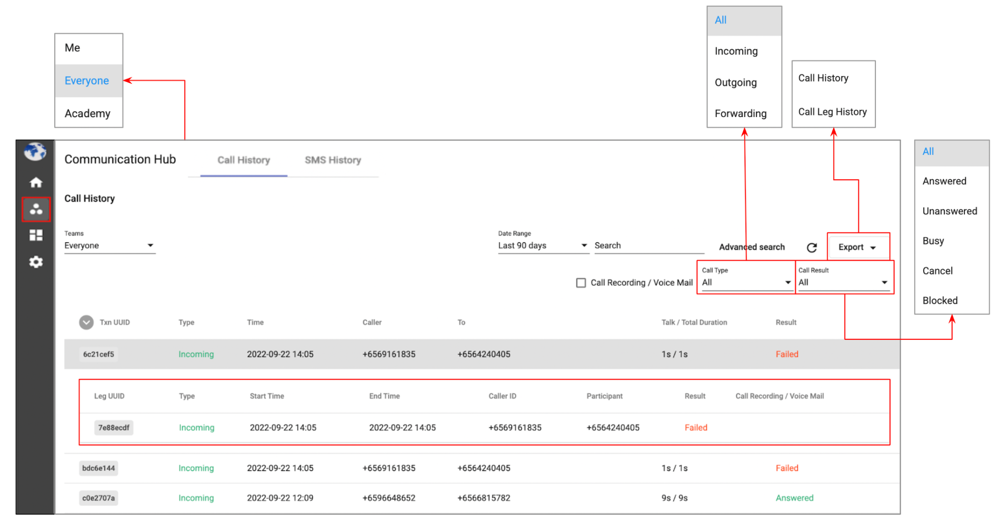 All
Me
Incoming
Everyone
Outgoing
Call History
Academy
Forwarding
Call Leg History
Communication Hub Call History SMS History
All
Answered
Unanswered
Busy
Cancel
Blocked
Call History
Teams
Everyone
Date Range
Last 90 days
Search
Advanced search
Export
Call Recording / Voice Mail
Call Type
All
Call Result
All
Txn UUID Type Time Caller To Talk / Total Duration Result
6c21cef5 Incoming 2022-09-22 14:05 +6569161835 +6564240405 1s / 1s Failed
Leg UUID Type Start Time End Time Caller ID Participant Result Call Recording / Voice Mail
7e88ecdf Incoming 2022-09-22 14:05 2022-09-22 14:05 +6569161835 +6564240405 Failed
bdc6e144 Incoming 2022-09-22 14:05 +6569161835 +6564240405 1s / 1s Failed
c0e2707a Incoming 2022-09-22 12:09 +6596648652 +6566815782 9s / 9s Answered